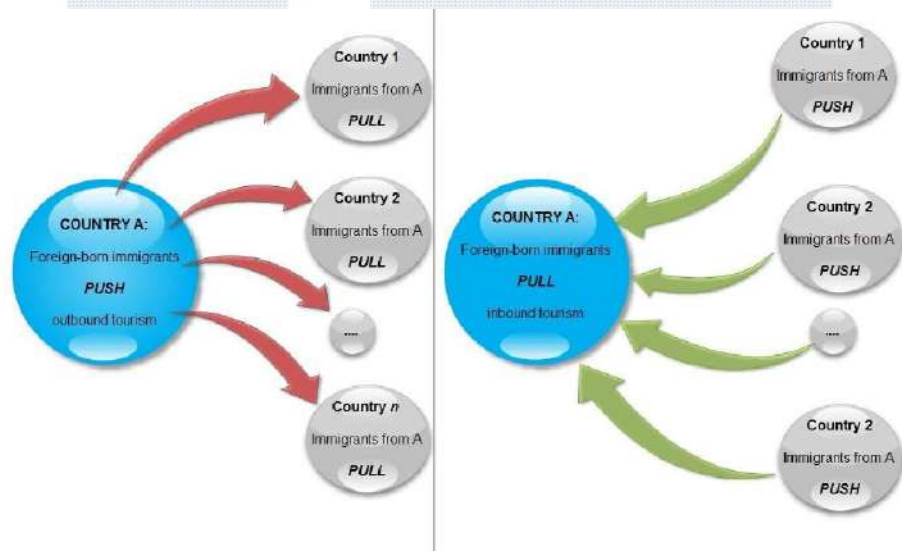 Country 1
Immigrants from A
PULL
COUNTRY A:
Foreign-born immigrants
PUSH
outbound tourism
Country 2
Immigrants from A
PULL
....
Country n
Immigrants from A
PULL
Country 1
Immigrants from A
PUSH
COUNTRY A:
Foreign-born immigrants
PULL
inbound tourism
Country 2
Immigrants from A
PUSH
....
Country 2
Immigrants from A
PUSH